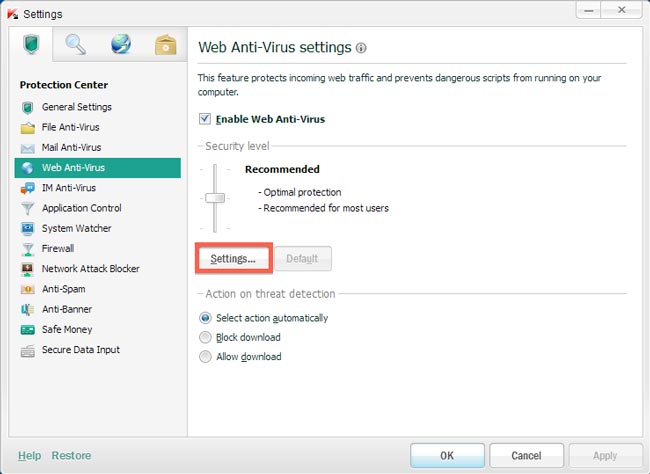 Settings
Protection Center
General Settings
File Anti-Virus
Mail Anti-Virus
Web Anti-Virus
IM Anti-Virus
Application Control
System Watcher
Firewall
Network Attack Blocker
Anti-Spam
Anti-Banner
Safe Money
Secure Data Input
Web Anti-Virus settings
This feature protects incoming web traffic and prevents dangerous scripts from running on your
computer.
Enable Web Anti-Virus
Security level
Recommended
- Optimal protection
- Recommended for most users
Settings... Default
Action on threat detection
Select action automatically
Block download
Allow download
Help Restore OK Cancel Apply